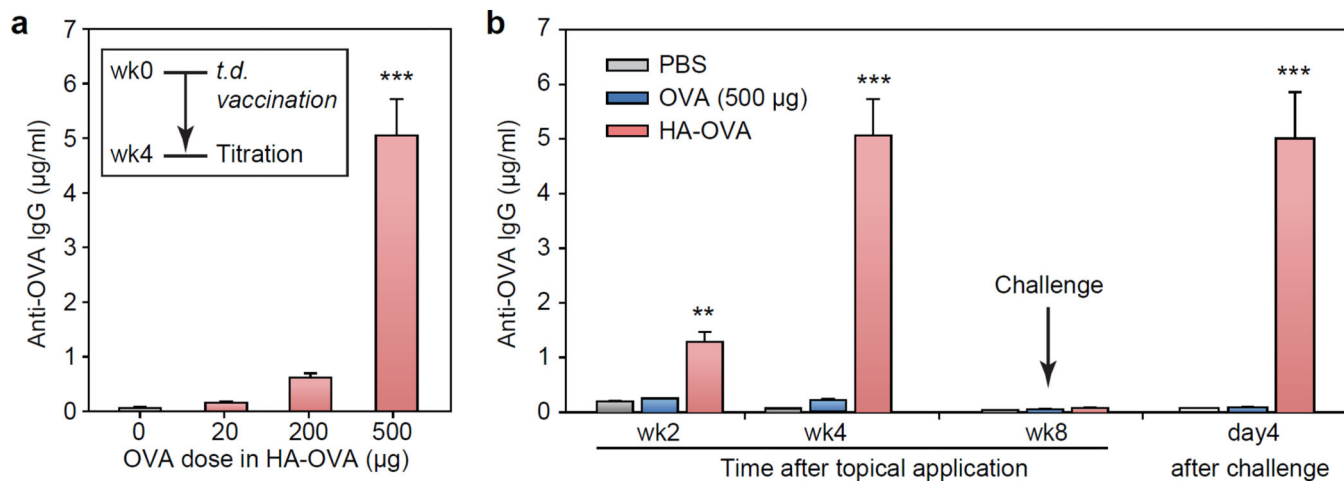 a
7
6
5
4
3
2
1
0
Anti-OVA IgG (µg/ml)
wk0
t.d.
vaccination
wk4
Titration
***
0 20 200 500
OVA dose in HA-OVA (µg)
b
7
6
5
4
3
2
1
0
Anti-OVA IgG (µg/ml)
PBS
OVA (500 µg)
HA-OVA
**
***
Challenge
***
wk2 wk4 wk8 day4
Time after topical application after challenge